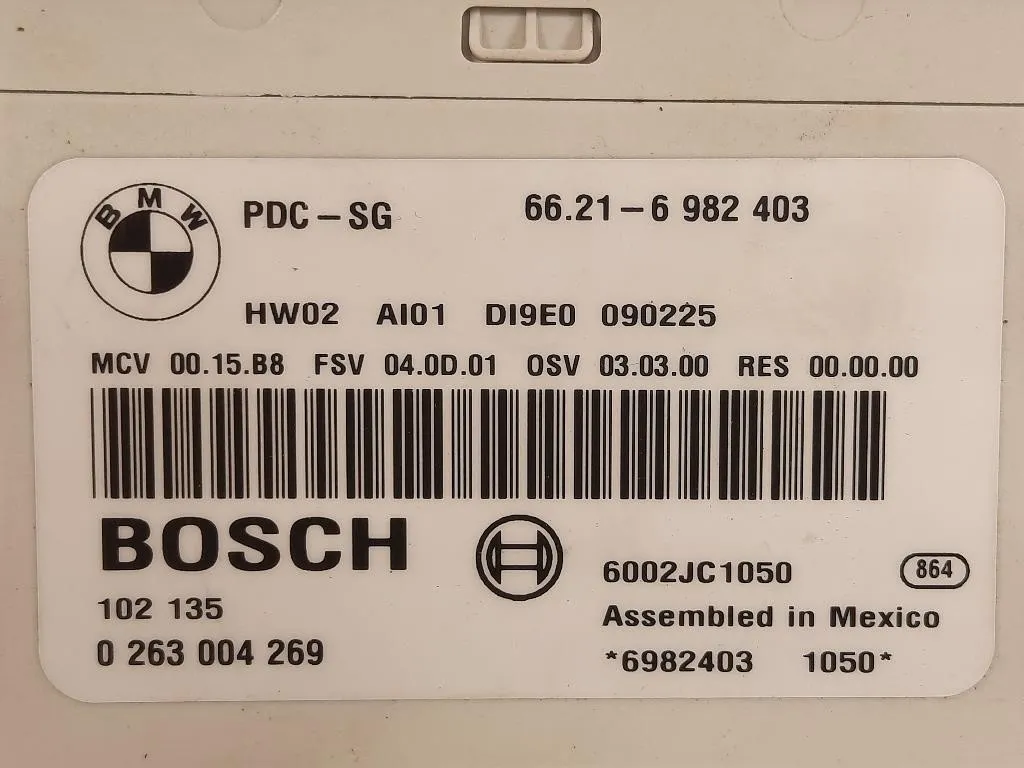 BMW
PDC-SG 66.21-6 982 403
HW02 AI01 DI9E0 090225
MCV 00.15.B8 FSV 04.0D.01 OSV 03.03.00 RES 00.00.00
BOSCH
6002JC1050 864
102 135 Assembled in Mexico
0 263 004 269 *6982403 1050*